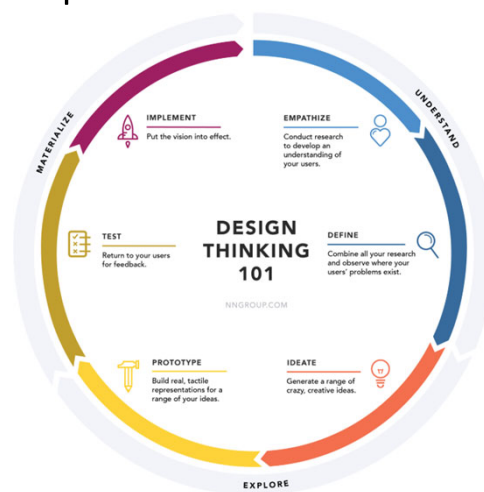 DESIGN
THINKING
101
NNGROUP.COM
UNDERSTAND
EMPATHIZE
Conduct research
to develop an
understanding of
your users.
DEFINE
Combine all your research
and observe where your
users' problems exist.
EXPLORE
IDEATE
Generate a range of
crazy, creative ideas.
PROTOTYPE
Build real, tactile
representations for a
range of your ideas.
MATERIALIZE
TEST
Return to your users
for feedback.
IMPLEMENT
Put the vision into effect.